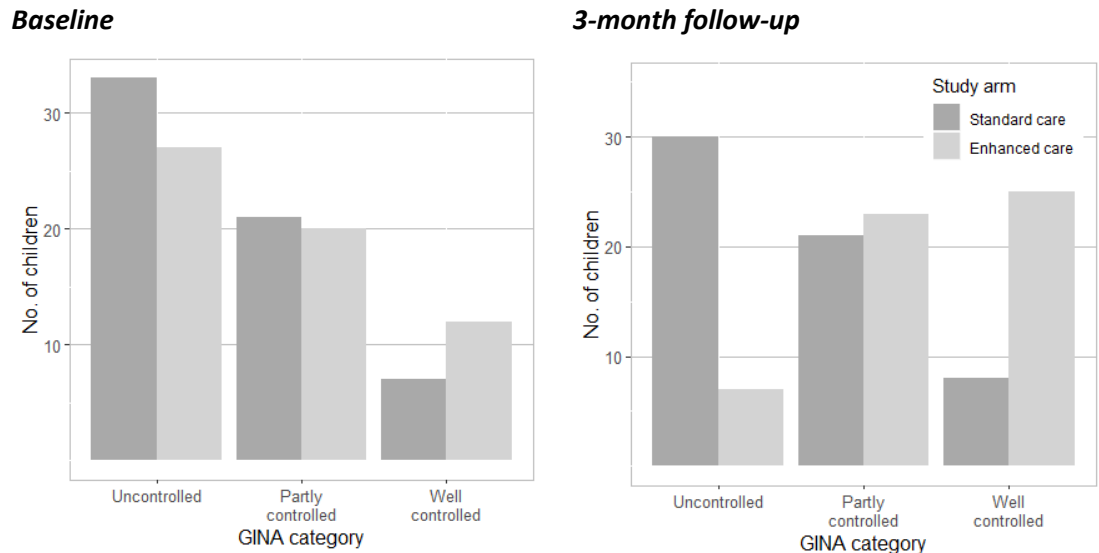 Baseline
No. of children
30
20
10
Uncontrolled
Partly
controlled
Well
controlled
GINA category
3-month follow-up
Study arm
Standard care
Enhanced care
No. of children
30
20
10
Uncontrolled
Partly
controlled
Well
controlled
GINA category